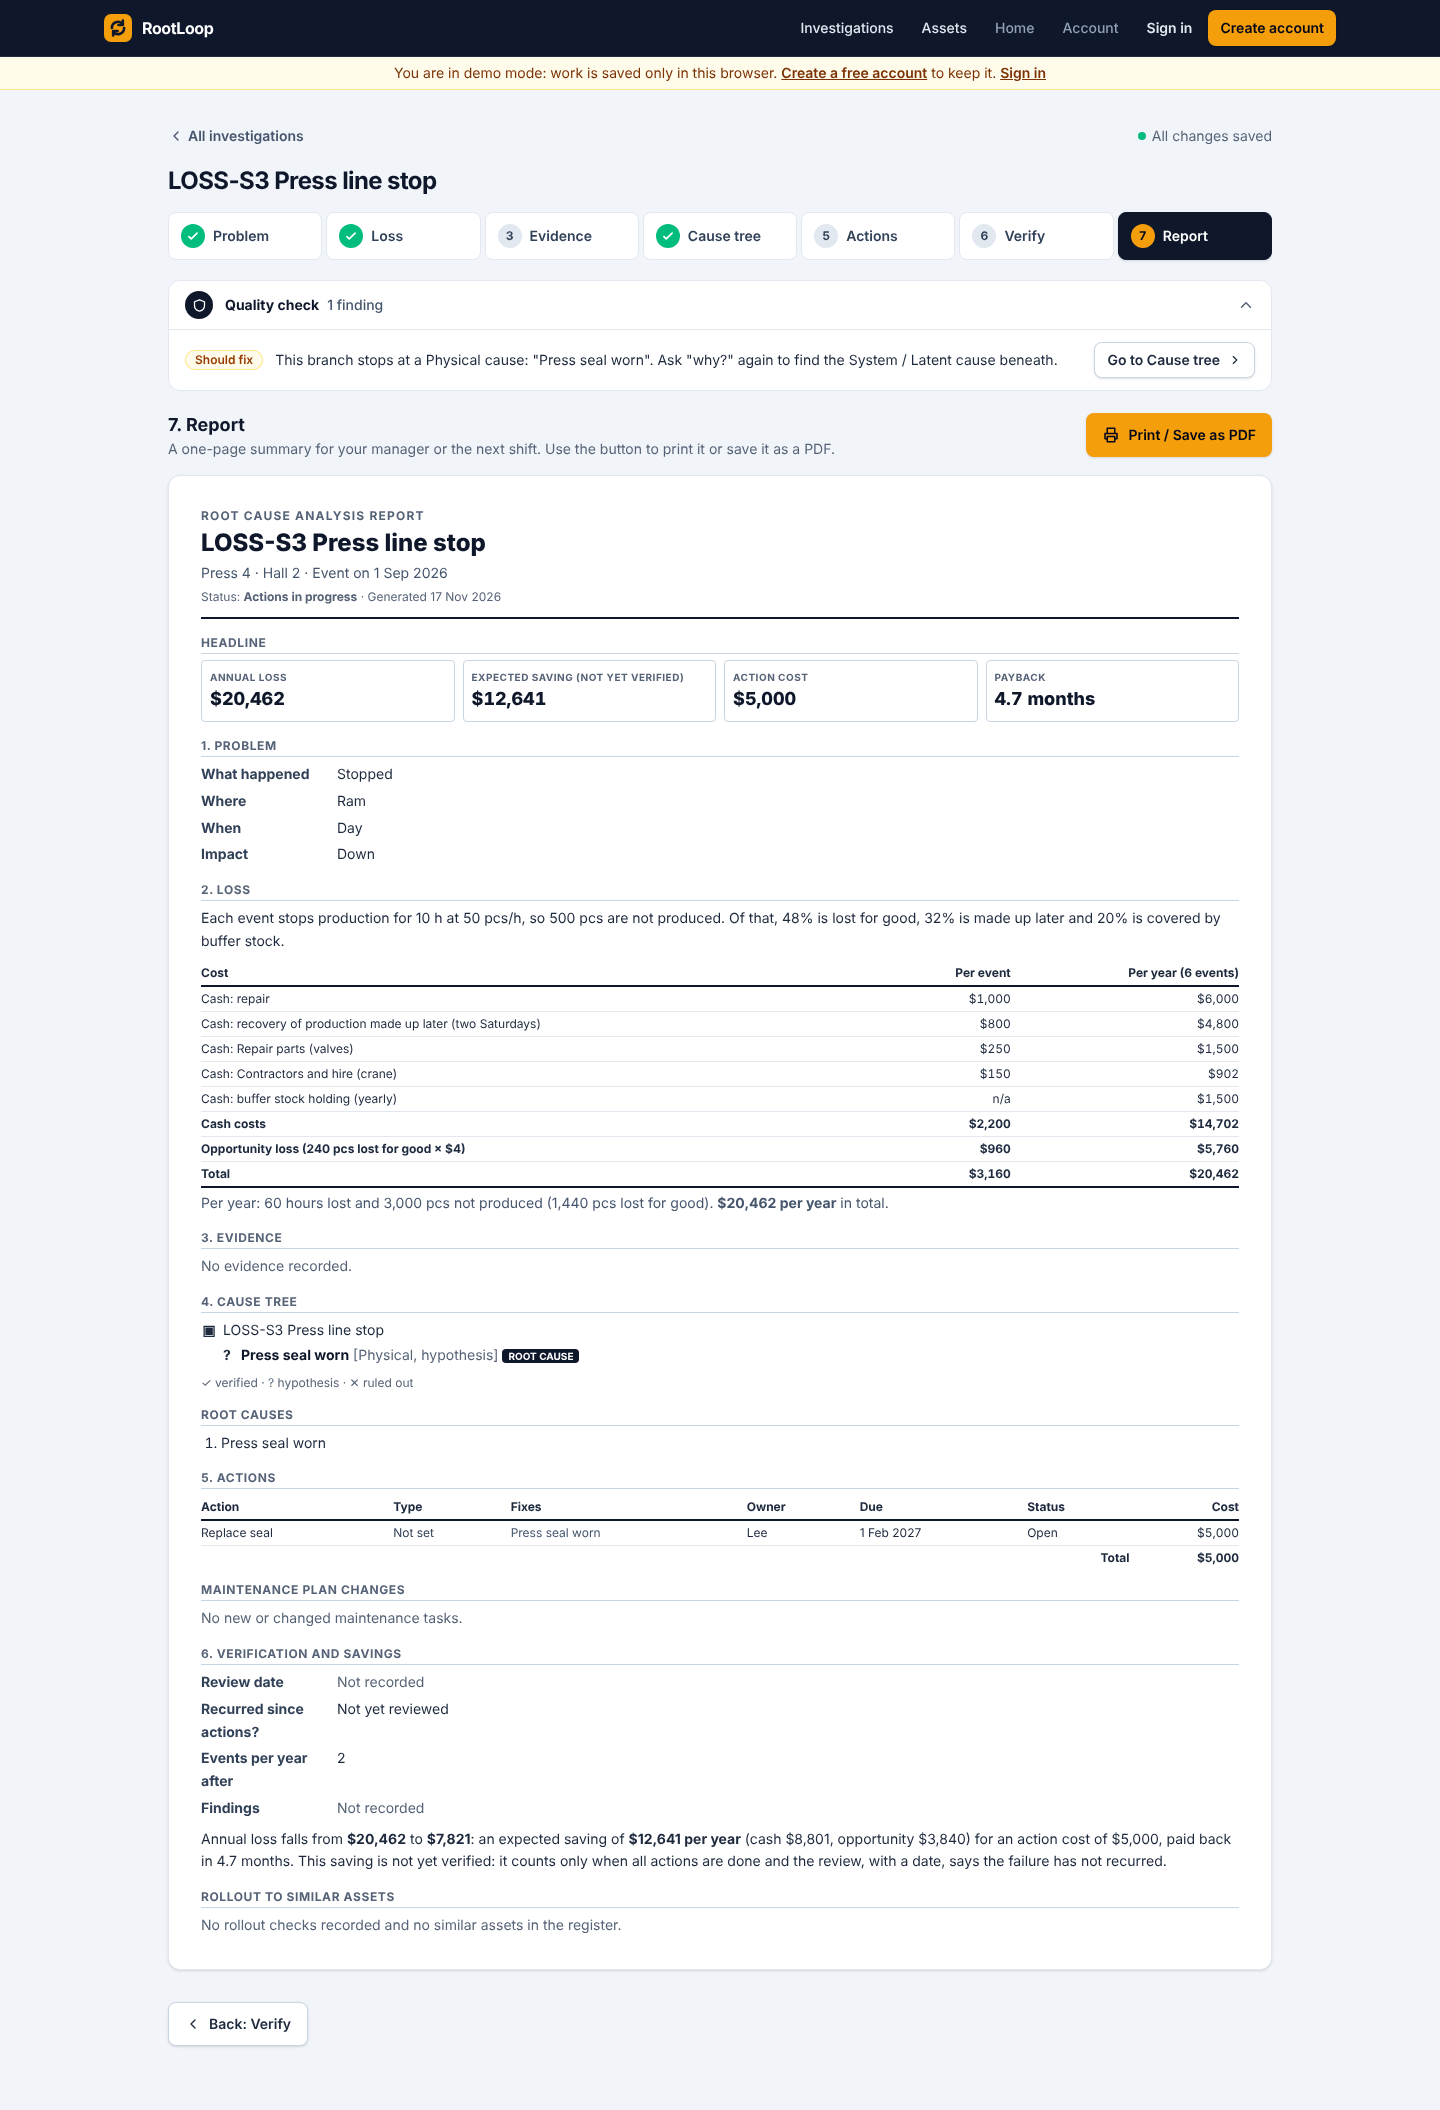 RootLoop
Investigations Assets Home Account Sign in Create account
You are in demo mode: work is saved only in this browser. Create a free account to keep it. Sign in
All investigations
All changes saved
LOSS-S3 Press line stop
Problem
Loss
3 Evidence
Cause tree
5 Actions
6 Verify
7 Report
Quality check 1 finding
Should fix This branch stops at a Physical cause: "Press seal worn". Ask "why?" again to find the System / Latent cause beneath. Go to Cause tree
7. Report
A one-page summary for your manager or the next shift. Use the button to print it or save it as a PDF.
Print / Save as PDF
ROOT CAUSE ANALYSIS REPORT
LOSS-S3 Press line stop
Press 4 · Hall 2 · Event on 1 Sep 2026
Status: Actions in progress · Generated 17 Nov 2026
HEADLINE
ANNUAL LOSS
$20,462
EXPECTED SAVING (NOT YET VERIFIED)
$12,641
ACTION COST
$5,000
PAYBACK
4.7 months
1. PROBLEM
What happened Stopped
Where Ram
When Day
Impact Down
2. LOSS
Each event stops production for 10 h at 50 pcs/h, so 500 pcs are not produced. Of that, 48% is lost for good, 32% is made up later and 20% is covered by
buffer stock.
Cost Per event Per year (6 events)
Cash: repair $1,000 $6,000
Cash: recovery of production made up later (two Saturdays) $800 $4,800
Cash: Repair parts (valves) $250 $1,500
Cash: Contractors and hire (crane) $150 $902
Cash: buffer stock holding (yearly) n/a $1,500
Cash costs $2,200 $14,702
Opportunity loss (240 pcs lost for good × $4) $960 $5,760
Total $3,160 $20,462
Per year: 60 hours lost and 3,000 pcs not produced (1,440 pcs lost for good). $20,462 per year in total.
3. EVIDENCE
No evidence recorded.
4. CAUSE TREE
▣ LOSS-S3 Press line stop
? Press seal worn [Physical, hypothesis] ROOT CAUSE
✓ verified · ? hypothesis · ✕ ruled out
ROOT CAUSES
1. Press seal worn
5. ACTIONS
Action Type Fixes Owner Due Status Cost
Replace seal Not set Press seal worn Lee 1 Feb 2027 Open $5,000
Total $5,000
MAINTENANCE PLAN CHANGES
No new or changed maintenance tasks.
6. VERIFICATION AND SAVINGS
Review date Not recorded
Recurred since Not yet reviewed
actions?
Events per year 2
after
Findings Not recorded
Annual loss falls from $20,462 to $7,821: an expected saving of $12,641 per year (cash $8,801, opportunity $3,840) for an action cost of $5,000, paid back
in 4.7 months. This saving is not yet verified: it counts only when all actions are done and the review, with a date, says the failure has not recurred.
ROLLOUT TO SIMILAR ASSETS
No rollout checks recorded and no similar assets in the register.
Back: Verify